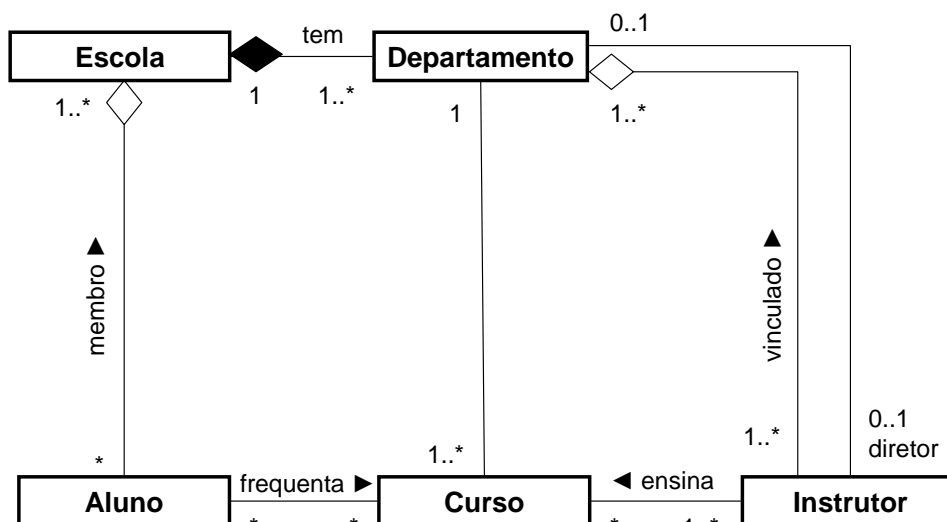 Escola
tem
Departamento
0..1
1..*
1
1..*
1
1..*
membro ▶
vinculado ▶
*
1..*
1..*
0..1
diretor
Aluno
frequenta ▶
Curso
◀ ensina
Instrutor
*
*
*
1..*